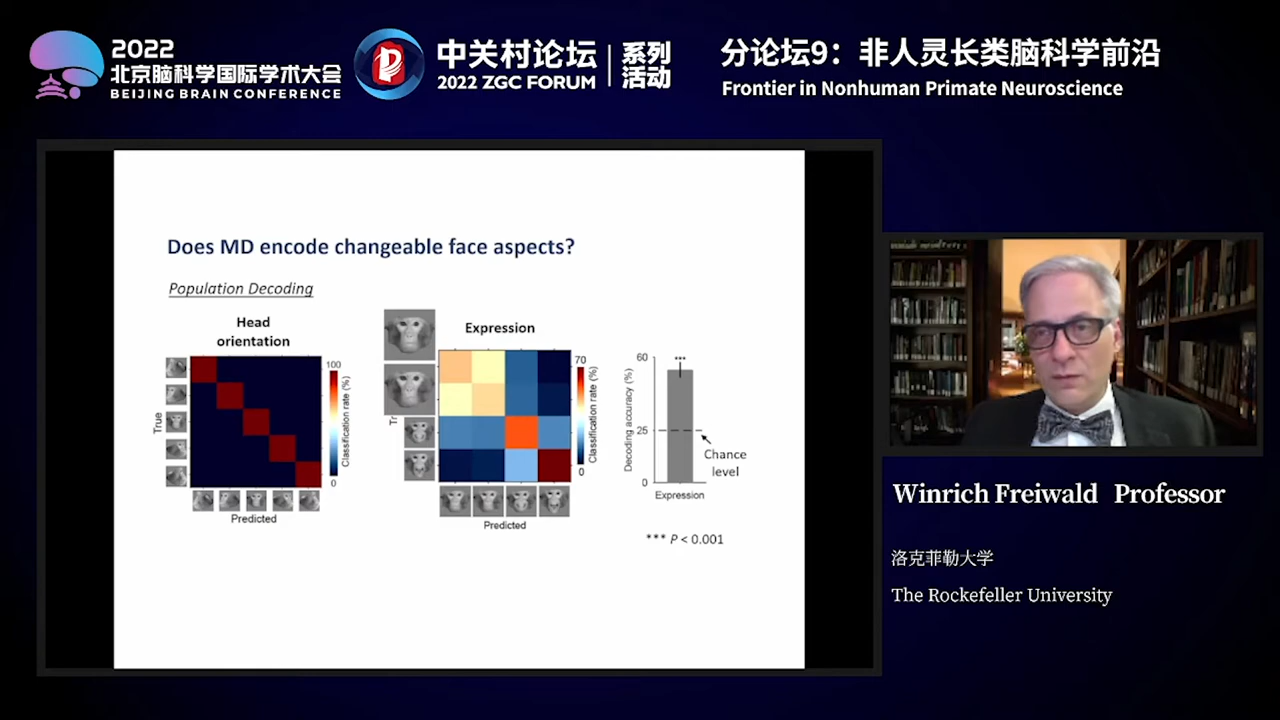 2022
北京脑科学国际学术大会
BEIJING BRAIN CONFERENCE
中关村论坛
2022 ZGC FORUM
系列
活动
分论坛9：非人灵长类脑科学前沿
Frontier in Nonhuman Primate Neuroscience
Does MD encode changeable face aspects?
Population Decoding
Head
orientation
True
Predicted
100
Classification rate (%)
0
Expression
Tr
Predicted
70
Classification rate (%)
0
60
25
0
Decoding accuracy (%)
***
Chance
level
Expression
*** P < 0.001
Winrich Freiwald Professor
洛克菲勒大学
The Rockefeller University